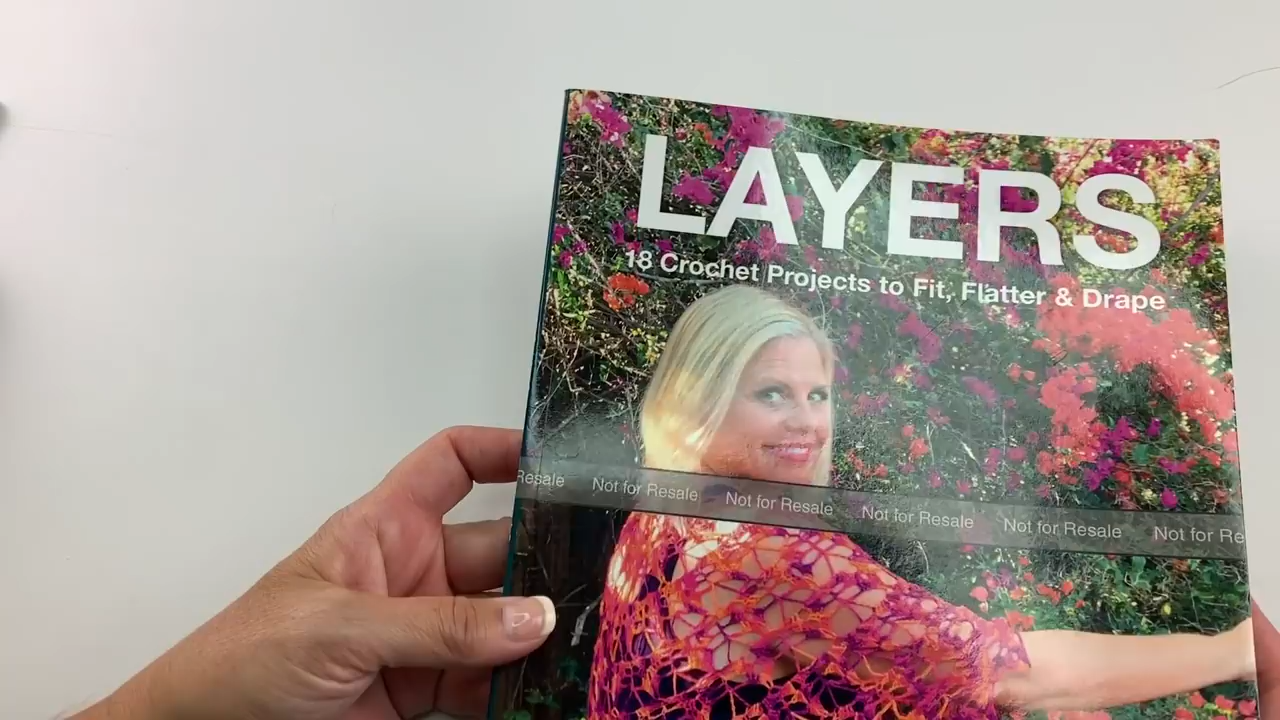 LAYERS
18 Crochet Projects to Fit, Flatter & Drape
Resale Not for Resale Not for Resale Not for Resale Not for Resale Not for Re